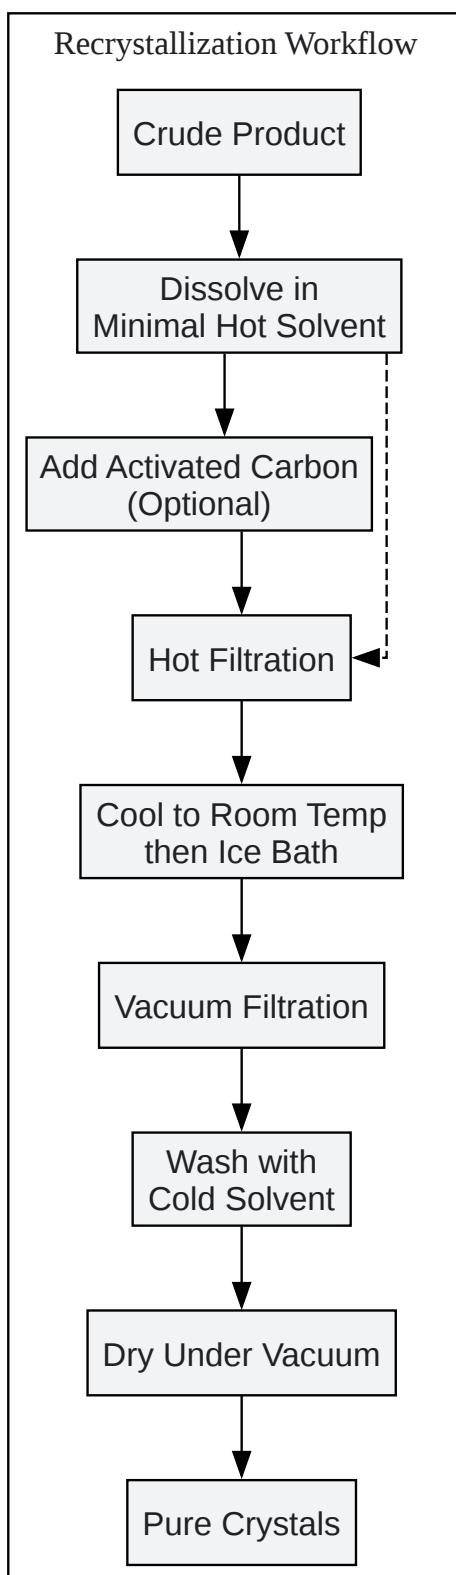 Recrystallization Workflow
Crude Product
Dissolve in
Minimal Hot Solvent
Add Activated Carbon
(Optional)
Hot Filtration
Cool to Room Temp
then Ice Bath
Vacuum Filtration
Wash with
Cold Solvent
Dry Under Vacuum
Pure Crystals